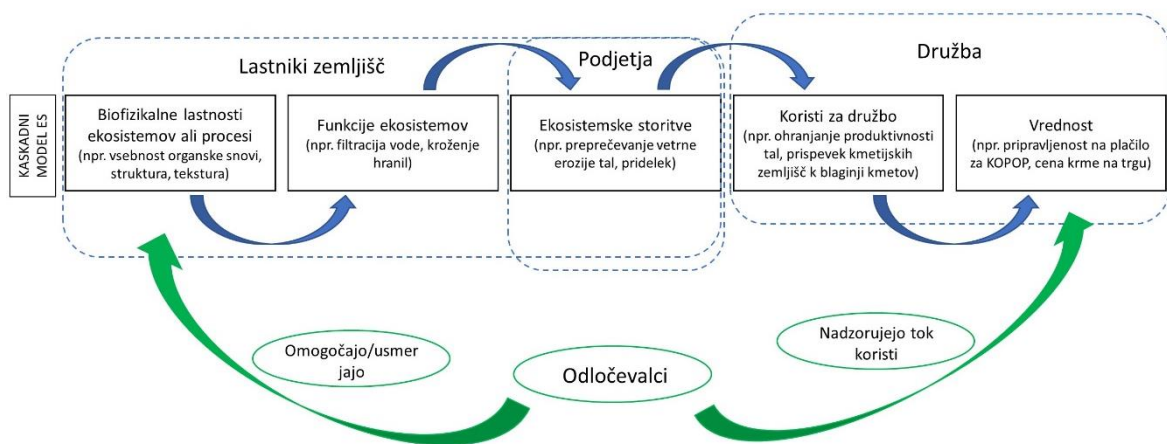 Lastniki zemljišč
Podjetja
Družba
KASKADNI
MODEL ES
Biofizikalne lastnosti
ekosistemov ali procesi
(npr. vsebnost organske snovi,
struktura, tekstura)
Funkcije ekosistemov
(npr. filtracija vode, kroženje
hranil)
Ekosistemske storitve
(npr. preprečevanje vetrne
erozije tal, pridelek)
Koristi za družbo
(npr. ohranjanje produktivnosti
tal, prispevek kmetijskih
zemljišč k blaginji kmetov)
Vrednost
(npr. pripravljenost na plačilo
za KOPOP, cena krme na trgu)
Omogočajo/usmer
jajo
Odločevalci
Nadzorujejo tok
koristi